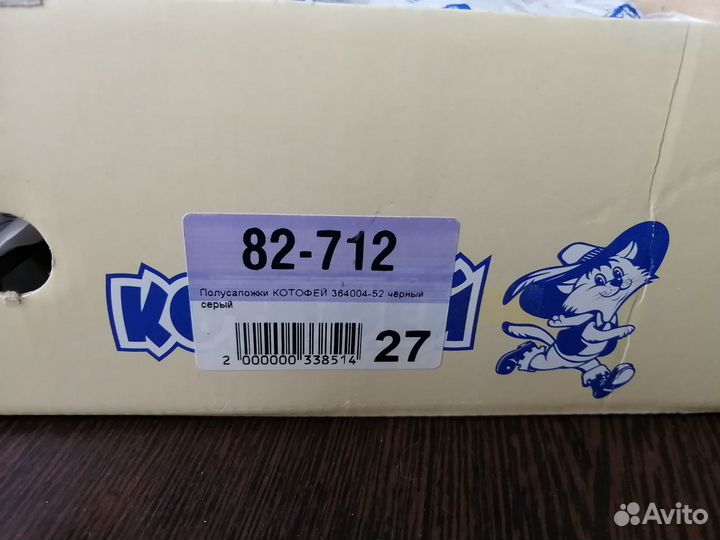 82-712
Полусапожки КОТОФЕЙ 364004-52 чёрный
серый
2 000000 338514
27
Avito